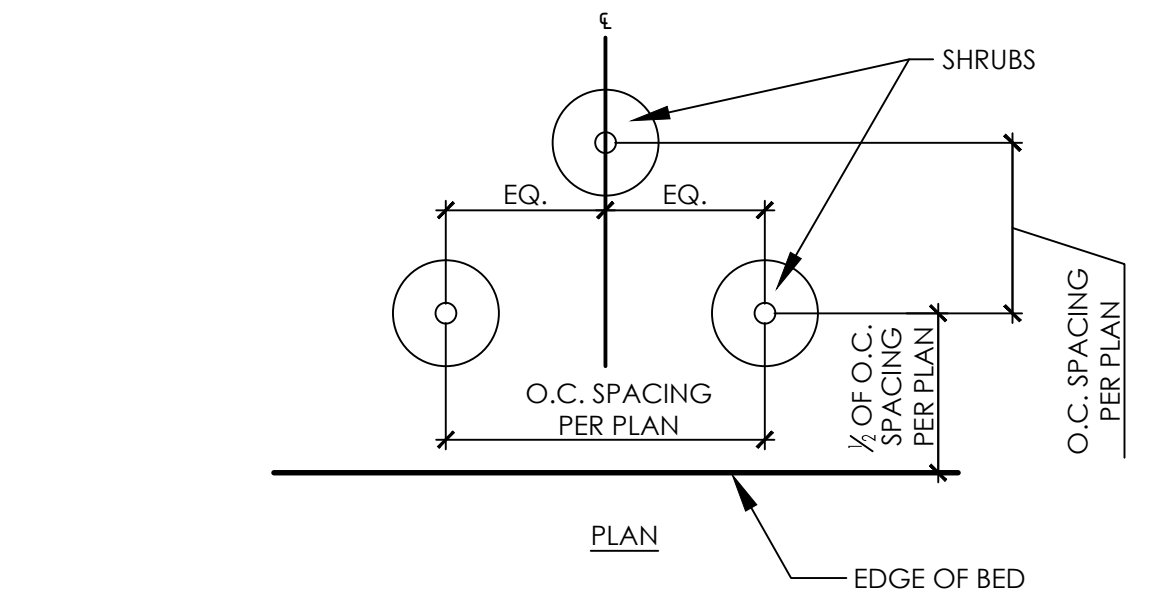 ℄
SHRUBS
EQ.
EQ.
O.C. SPACING
PER PLAN
½ OF O.C.
SPACING
PER PLAN
O.C. SPACING
PER PLAN
PLAN
EDGE OF BED